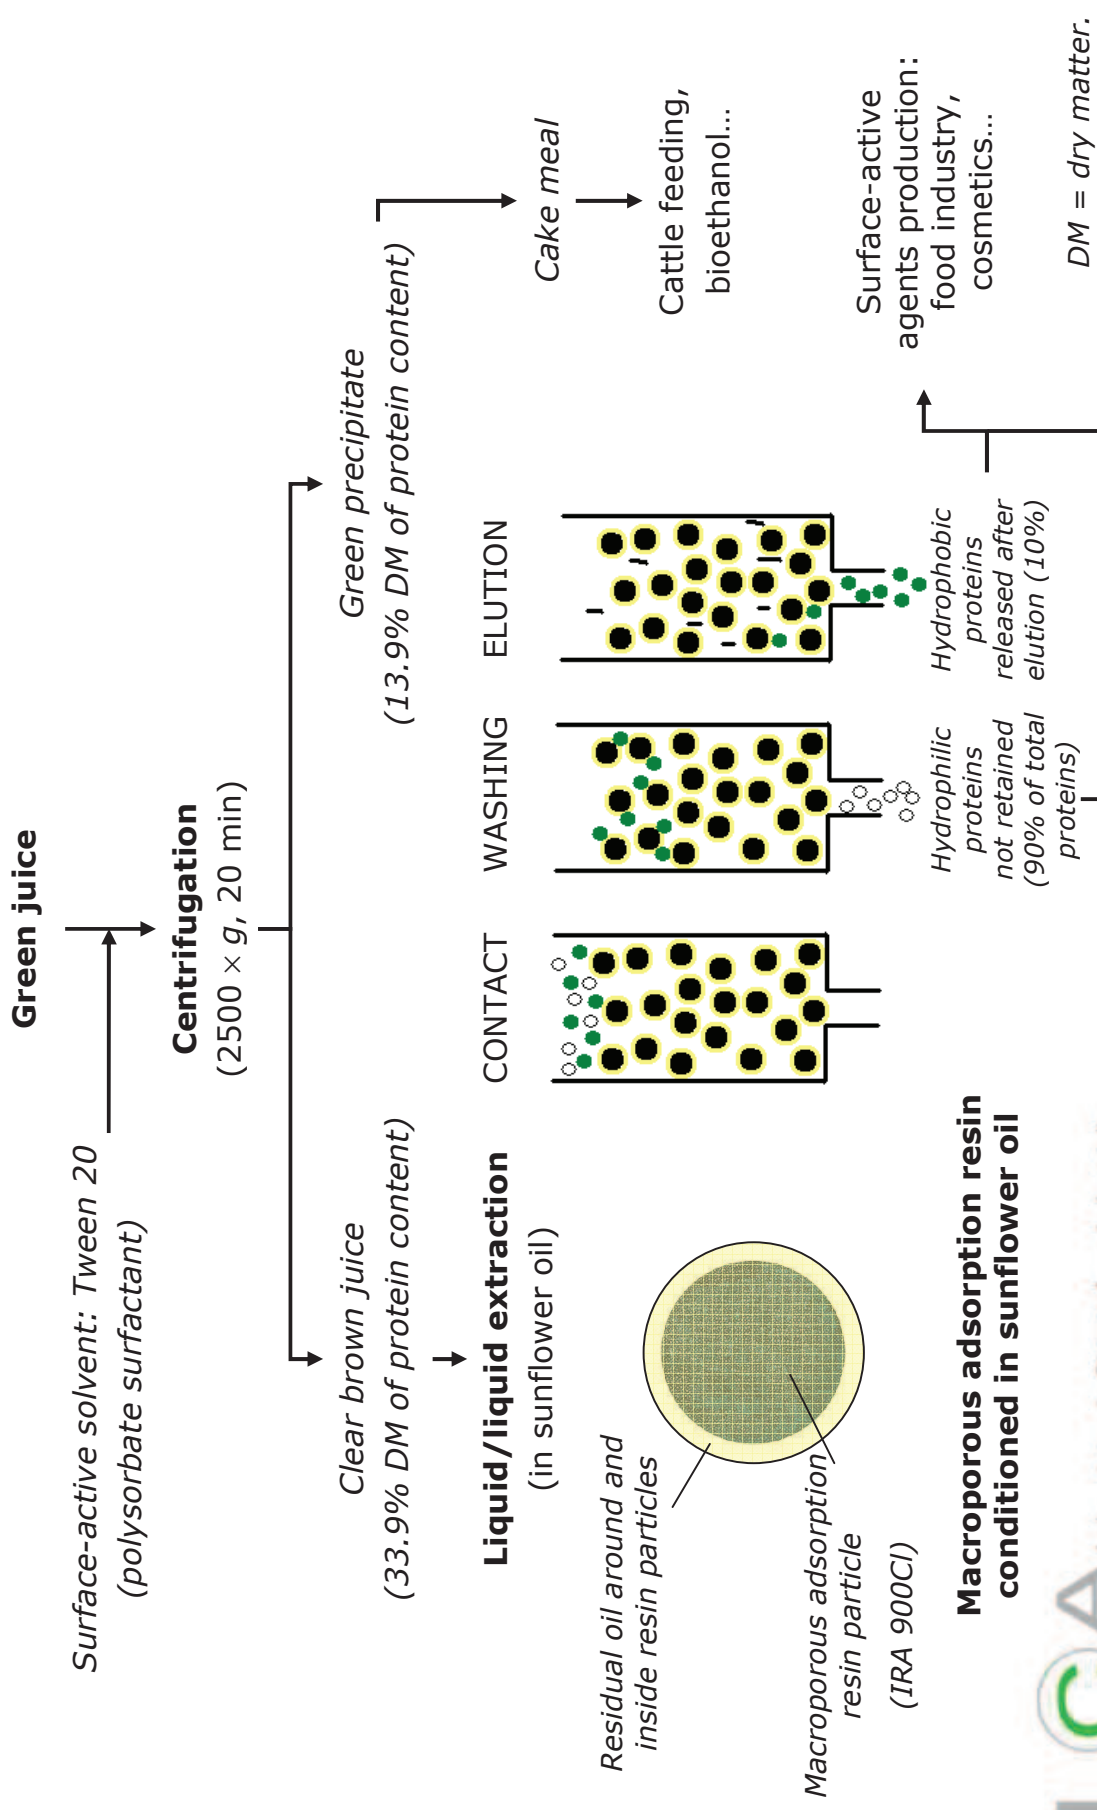 Green juice
Surface-active solvent: Tween 20
(polysorbate surfactant)
Centrifugation
(2500 × g, 20 min)
Clear brown juice
(33.9% DM of protein content)
Green precipitate
(13.9% DM of protein content)
Liquid/liquid extraction
(in sunflower oil)
CONTACT
WASHING
ELUTION
Cake meal
Cattle feeding,
bioethanol...
Residual oil around and
inside resin particles
Macroporous adsorption
resin particle
(IRA 900Cl)
Macroporous adsorption resin
conditioned in sunflower oil
Hydrophilic
proteins
not retained
(90% of total
proteins)
Hydrophobic
proteins
released after
elution (10%)
Surface-active
agents production:
food industry,
cosmetics...
DM = dry matter.